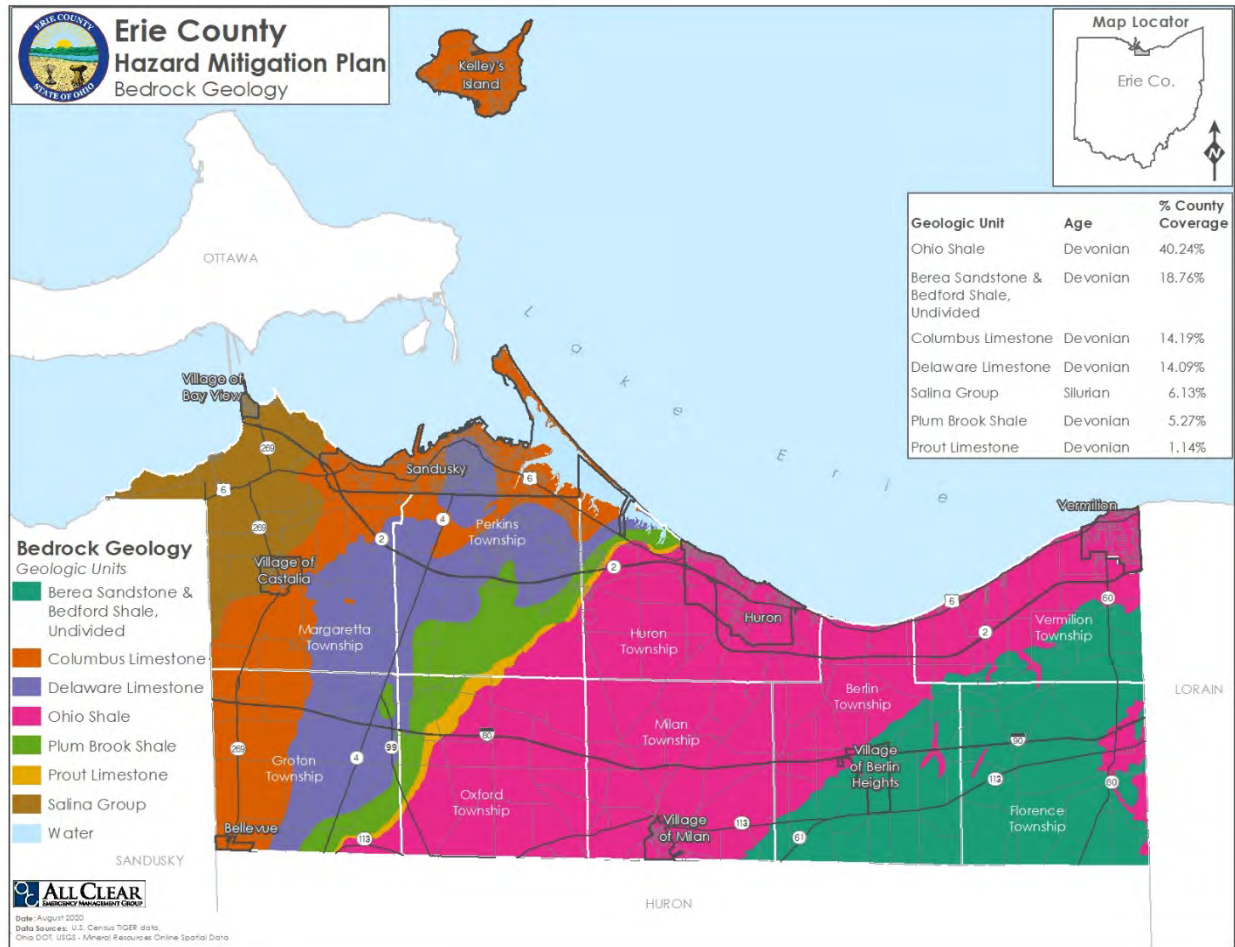 ERIE COUNTY
STATE OF OHIO
Erie County
Hazard Mitigation Plan
Bedrock Geology
Map Locator
Erie Co.
N
Kelley's
Island
Geologic Unit Age % County Coverage
Ohio Shale Devonian 40.24%
Berea Sandstone & Devonian 18.76%
Bedford Shale,
Undivided
Columbus Limestone Devonian 14.19%
Delaware Limestone Devonian 14.09%
Salina Group Silurian 6.13%
Plum Brook Shale Devonian 5.27%
Prout Limestone Devonian 1.14%
OTTAWA
Lake Erie
Village of
Bay View
269
6
Sandusky
6
Vermilion
269
4
2
Perkins
Township
Village of
Castalia
2
Huron
6
60
2
Vermilion
Township
Margaretta
Township
Huron
Township
Berlin
Township
LORAIN
269
99
4
80
Milan
Township
90
Groton
Township
Village
of Berlin
Heights
112
60
Oxford
Township
Florence
Township
Bellevue
113
Village
of Milan
113
61
Bedrock Geology
Geologic Units
Berea Sandstone &
Bedford Shale,
Undivided
Columbus Limestone
Delaware Limestone
Ohio Shale
Plum Brook Shale
Prout Limestone
Salina Group
Water
SANDUSKY
HURON
ALL CLEAR
EMERGENCY MANAGEMENT GROUP
Date: August 2020
Data Sources: U.S. Census TIGER data,
Ohio DOT, USGS - Mineral Resources Online Spatial Data